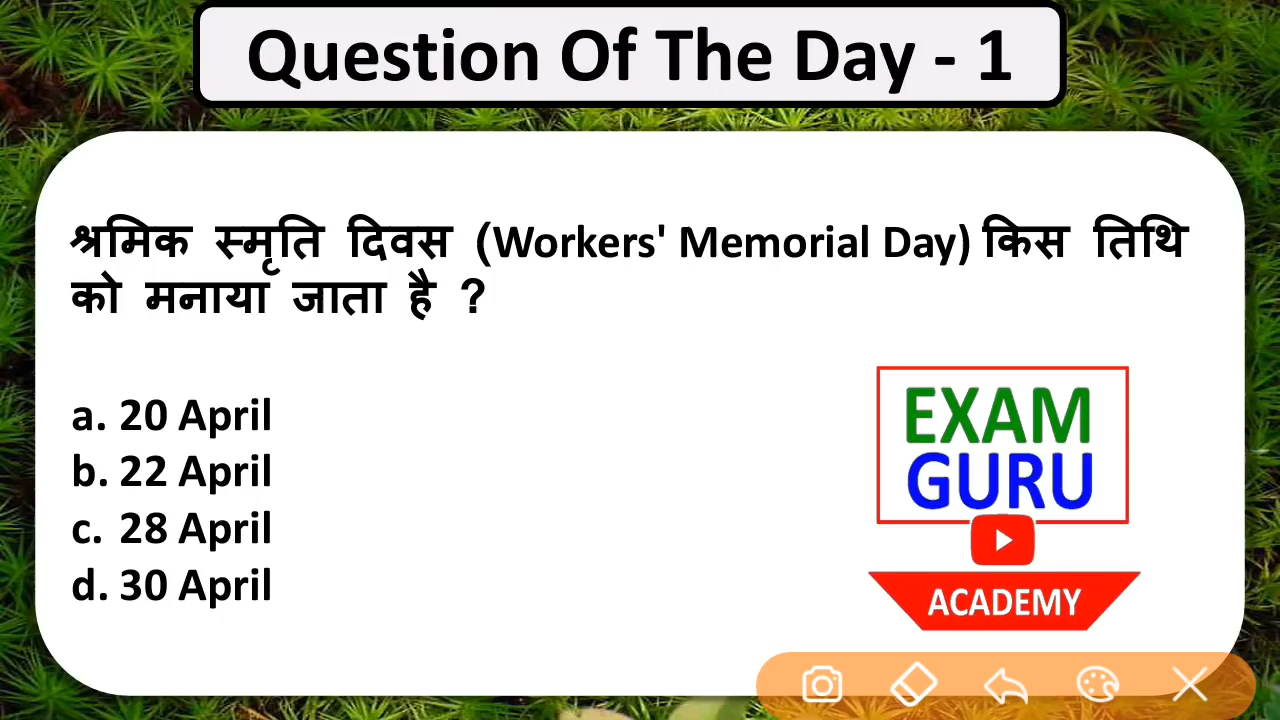 Question Of The Day - 1
श्रमिक स्मृति दिवस (Workers' Memorial Day) किस तिथि
को मनाया जाता है ?
a. 20 April
b. 22 April
c. 28 April
d. 30 April
EXAM
GURU
ACADEMY